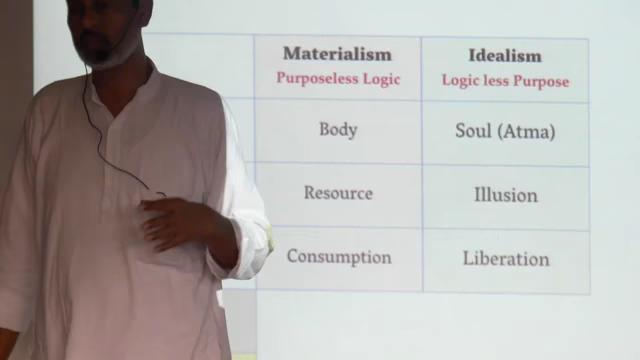 Materialism Idealism
Purposeless Logic Logic less Purpose
Body Soul (Atma)
Resource Illusion
Consumption Liberation